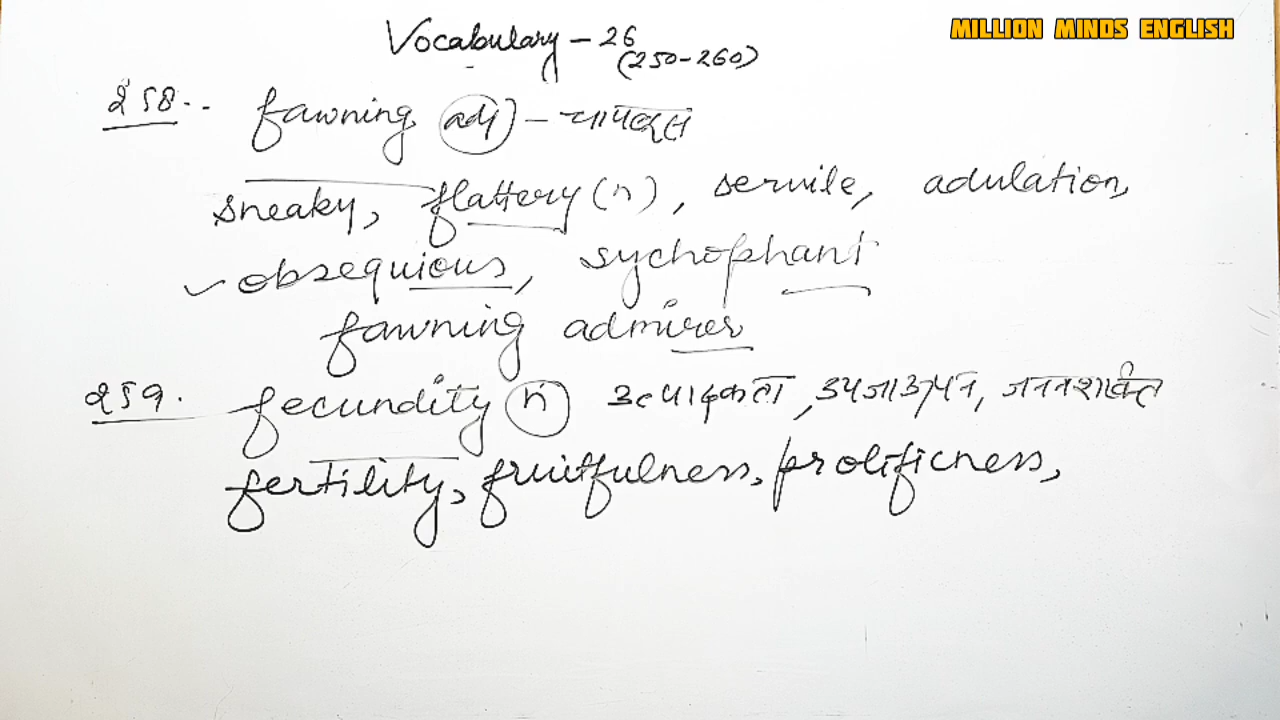 MILLION MINDS ENGLISH
Vocabulary - 26
(250-260)
258.. fawning (adj) - चापलूस
sneaky, flattery (n), servile, adulation,
✓ obsequious, sychophant
fawning admirer
259. fecundity (n) उत्पादकता, उपजाऊपन, जननशक्ति
fertility, fruitfulness, prolificness,